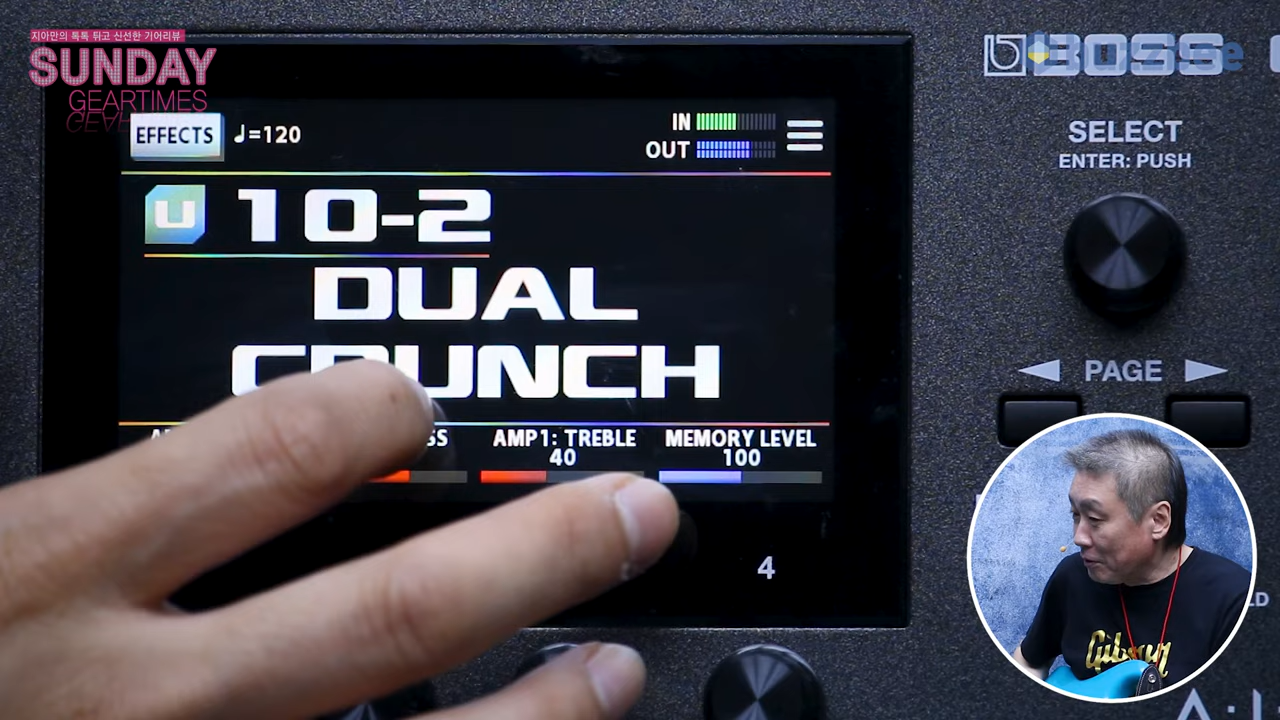 지아만의 톡톡 튀고 신선한 기어리뷰
SUNDAY
GEARTIMES
BOSS
EFFECTS ♩=120
IN
OUT
SELECT
ENTER: PUSH
U 10-2
DUAL
CRUNCH
PAGE
AMP1: TREBLE
40
MEMORY LEVEL
100
4
Gibson